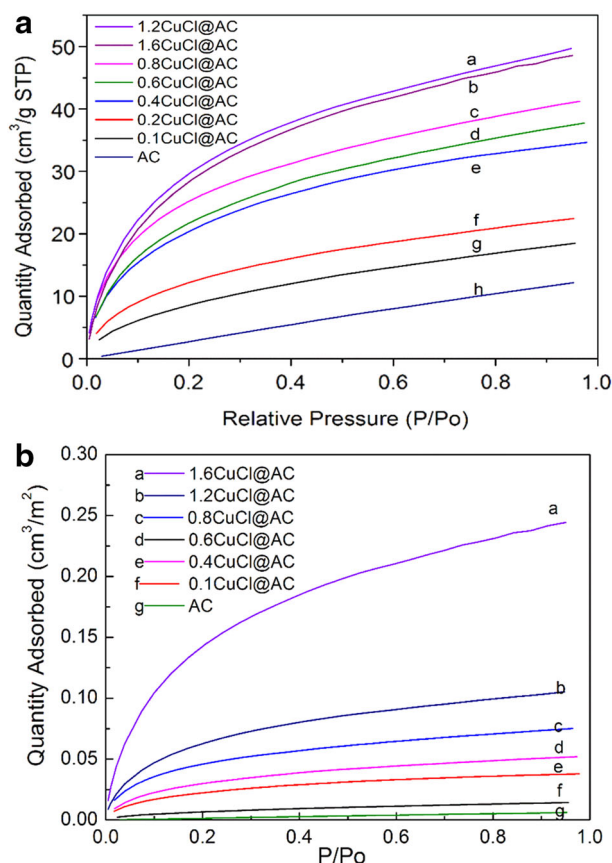 a
1.2CuCl@AC
1.6CuCl@AC
0.8CuCl@AC
0.6CuCl@AC
0.4CuCl@AC
0.2CuCl@AC
0.1CuCl@AC
AC
Quantity Adsorbed (cm³/g STP)
50
40
30
20
10
0
a
b
c
d
e
f
g
h
0.0 0.2 0.4 0.6 0.8 1.0
Relative Pressure (P/Po)
b
a 1.6CuCl@AC
b 1.2CuCl@AC
c 0.8CuCl@AC
d 0.6CuCl@AC
e 0.4CuCl@AC
f 0.1CuCl@AC
g AC
Quantity Adsorbed (cm³/m²)
0.30
0.25
0.20
0.15
0.10
0.05
0.00
a
b
c
d
e
f
g
0.0 0.2 0.4 0.6 0.8 1.0
P/Po